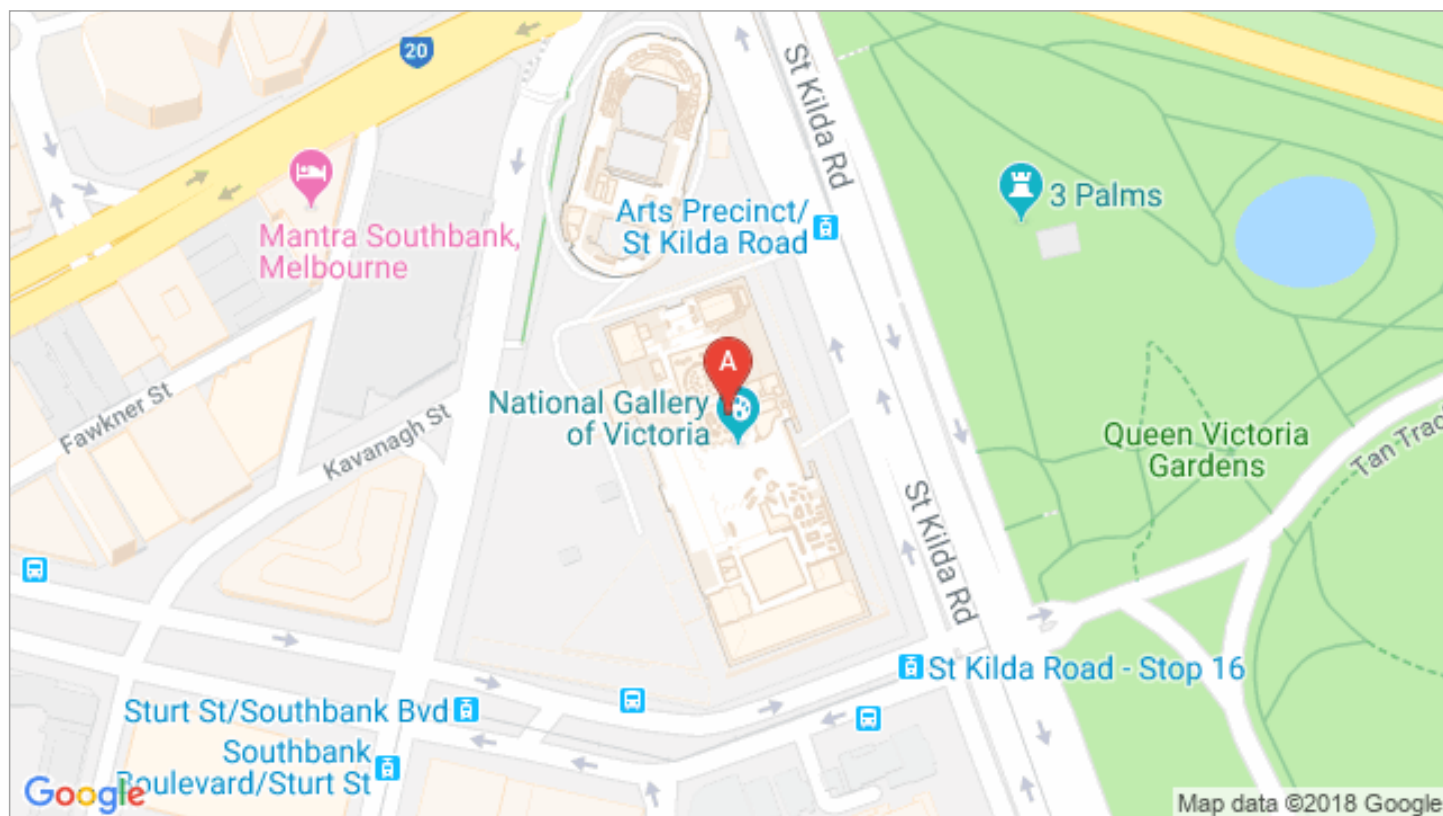 20
St Kilda Rd
3 Palms
Arts Precinct/
St Kilda Road
Mantra Southbank,
Melbourne
A
National Gallery
of Victoria
Fawkner St
Kavanagh St
Queen Victoria
Gardens
Tan Trac
St Kilda Rd
St Kilda Road - Stop 16
Sturt St/Southbank Bvd
Southbank
Boulevard/Sturt St
Google
Map data ©2018 Google